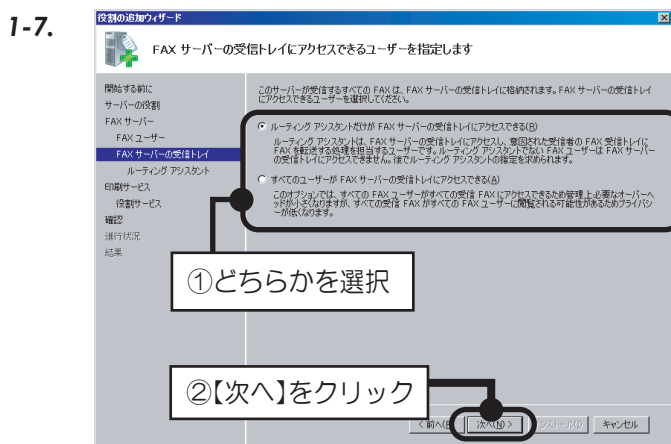 1-7.
役割の追加ウィザード
FAX サーバーの受信トレイにアクセスできるユーザーを指定します
開始する前に
サーバーの役割
FAX サーバー
FAX ユーザー
FAX サーバーの受信トレイ
ルーティング アシスタント
印刷サービス
役割サービス
確認
進行状況
結果
このサーバーが受信するすべての FAX は、FAX サーバーの受信トレイに格納されます。FAX サーバーの受信トレイ
にアクセスできるユーザーを選択してください。
ルーティング アシスタントだけが FAX サーバーの受信トレイにアクセスできる(R)
ルーティング アシスタントは、FAX サーバーの受信トレイにアクセスし、意図された受信者の FAX 受信トレイに
FAX を転送する処理を担当するユーザーです。ルーティング アシスタントでない FAX ユーザーは FAX サーバー
の受信トレイにアクセスできません。後でルーティング アシスタントの指定を求められます。
すべてのユーザーが FAX サーバーの受信トレイにアクセスできる(A)
このオプションでは、すべての FAX ユーザーがすべての受信 FAX にアクセスできるため管理上必要なオーバーヘ
ッドが小さくなりますが、すべての受信 FAX がすべての FAX ユーザーに閲覧される可能性があるためプライバシ
ーが低くなります。
①どちらかを選択
②【次へ】をクリック
< 前へ(P 次へ(N) > ンストール(I) キャンセル